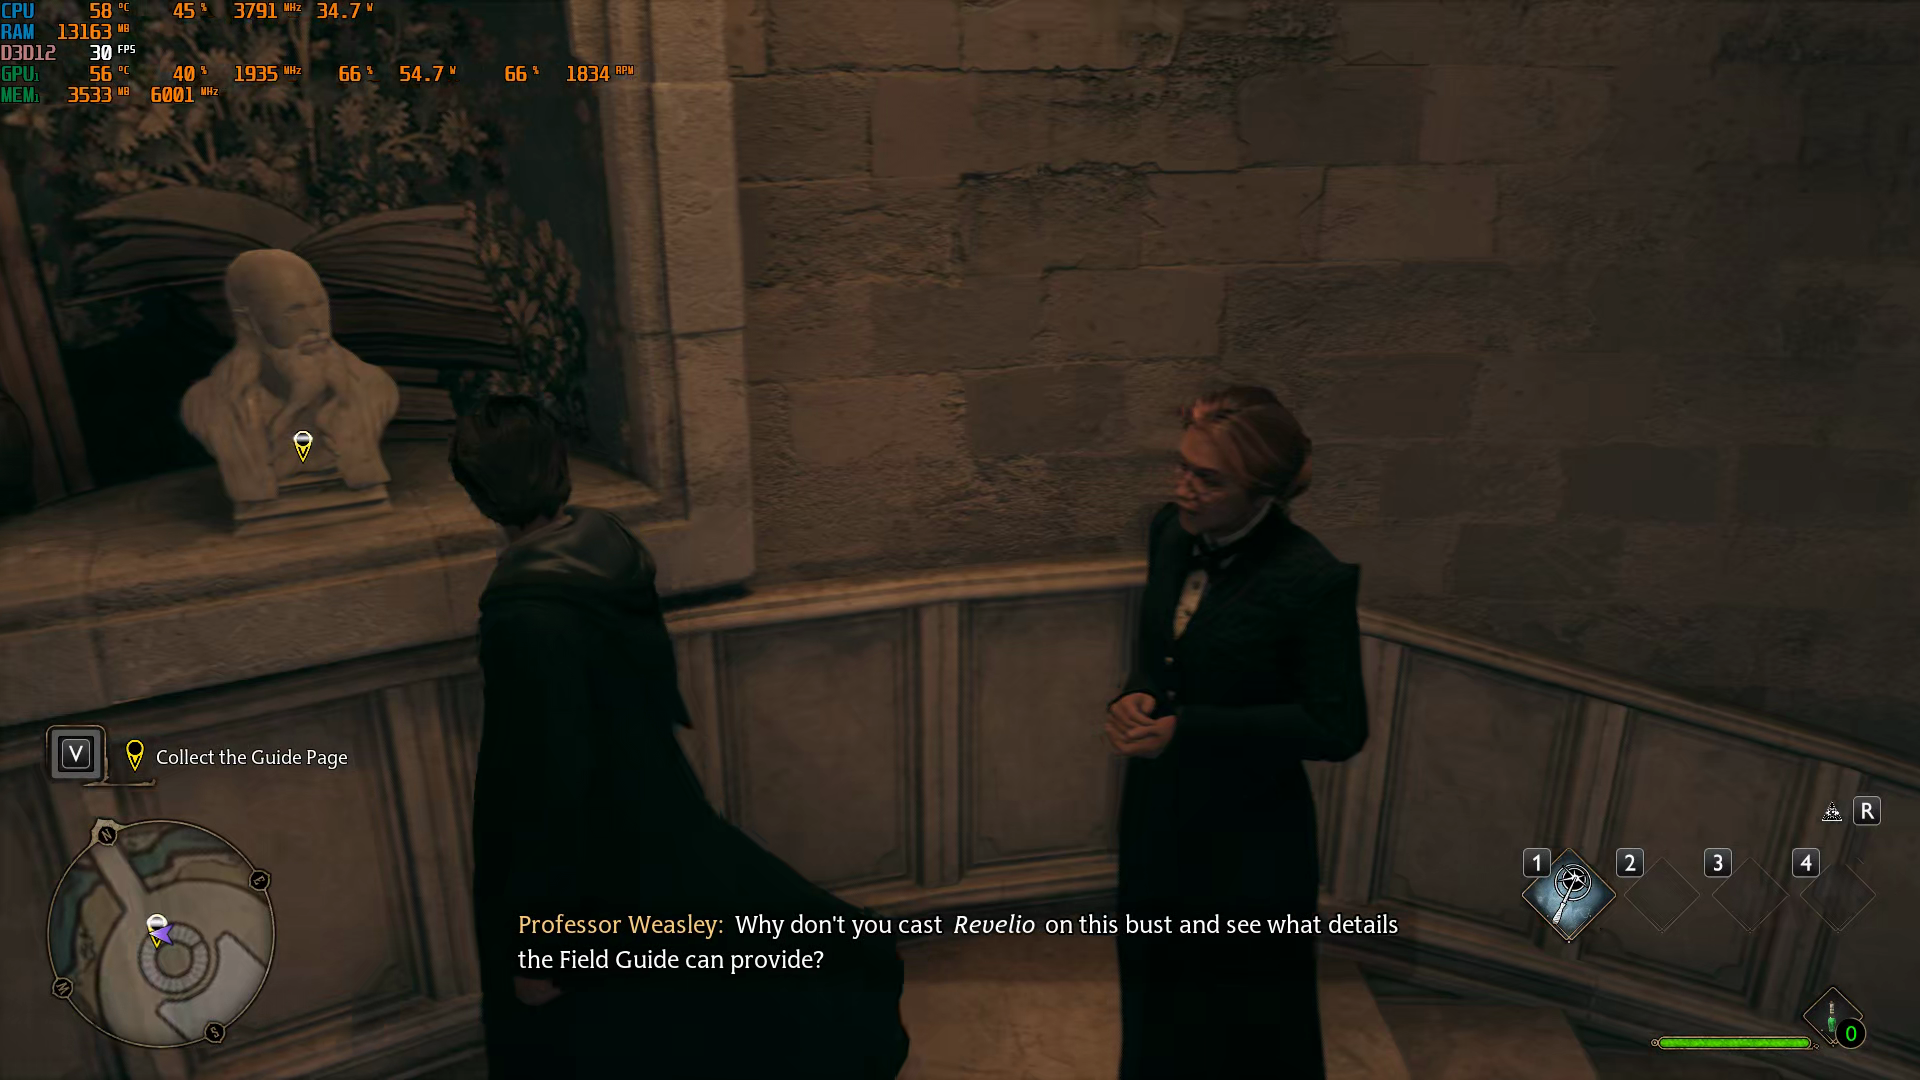 CPU 58 °C 45 % 3791 MHz 34.7 W
RAM 13163 MB
D3D12 30 FPS
GPU1 56 °C 40 % 1935 MHz 66 % 54.7 W 66 % 1834 RPM
MEM1 3533 MB 6001 MHz
V Collect the Guide Page
N
E
W
S
R
1 2 3 4
Professor Weasley: Why don't you cast Revelio on this bust and see what details
the Field Guide can provide?
0